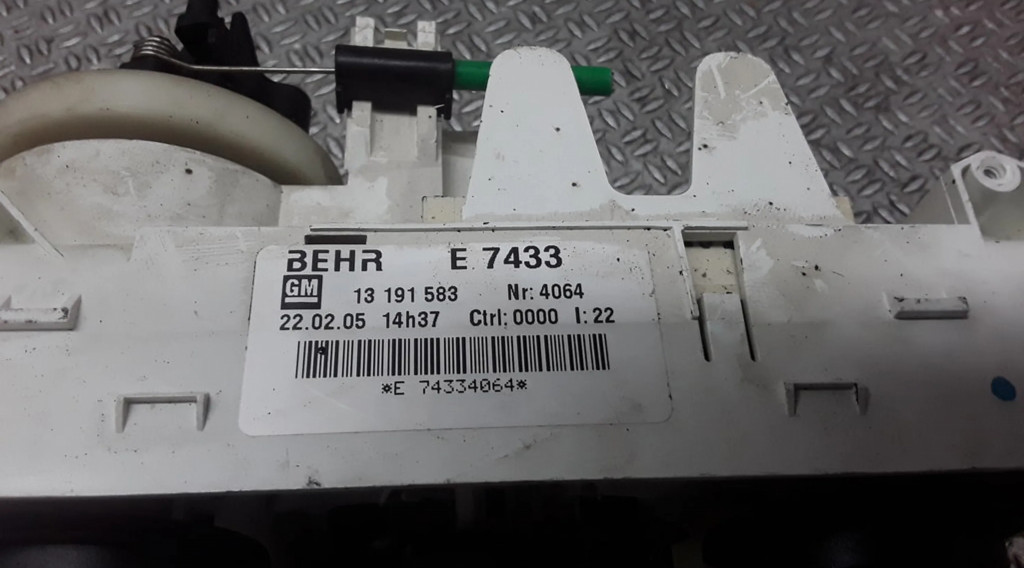 BEHR E 7433
GM 13 191 583 Nr: 4064
22.02.05 14h37 Ctrl: 0000 I: 22
*E 74334064*